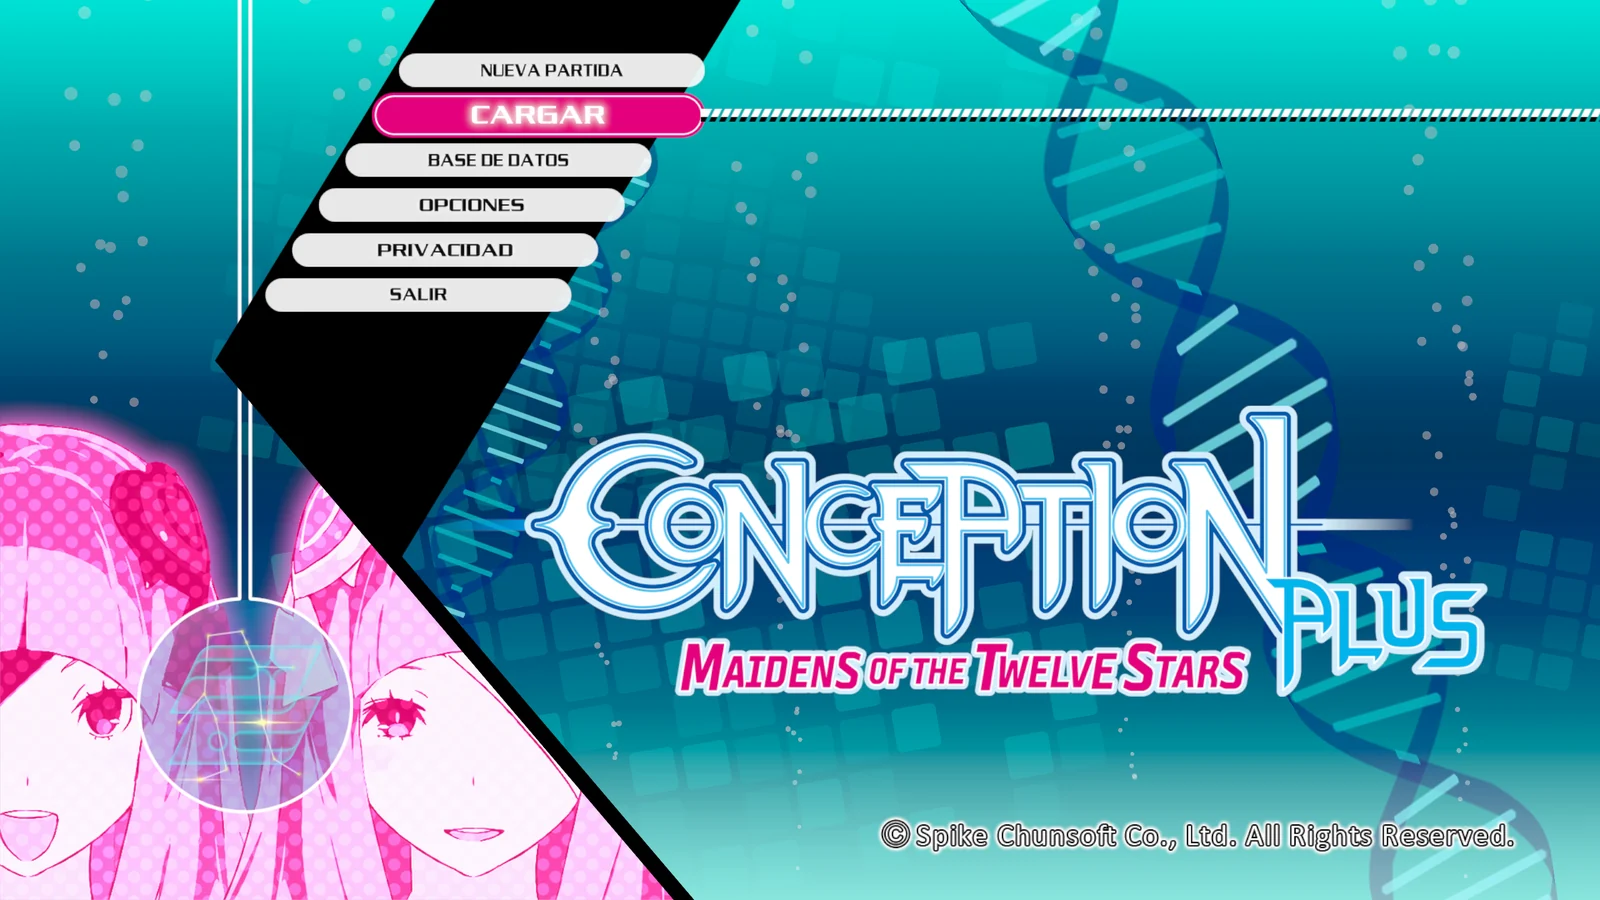 NUEVA PARTIDA
CARGAR
BASE DE DATOS
OPCIONES
PRIVACIDAD
SALIR
CONCEPTION
PLUS
MAIDENS OF THE TWELVE STARS
© Spike Chunsoft Co., Ltd. All Rights Reserved.